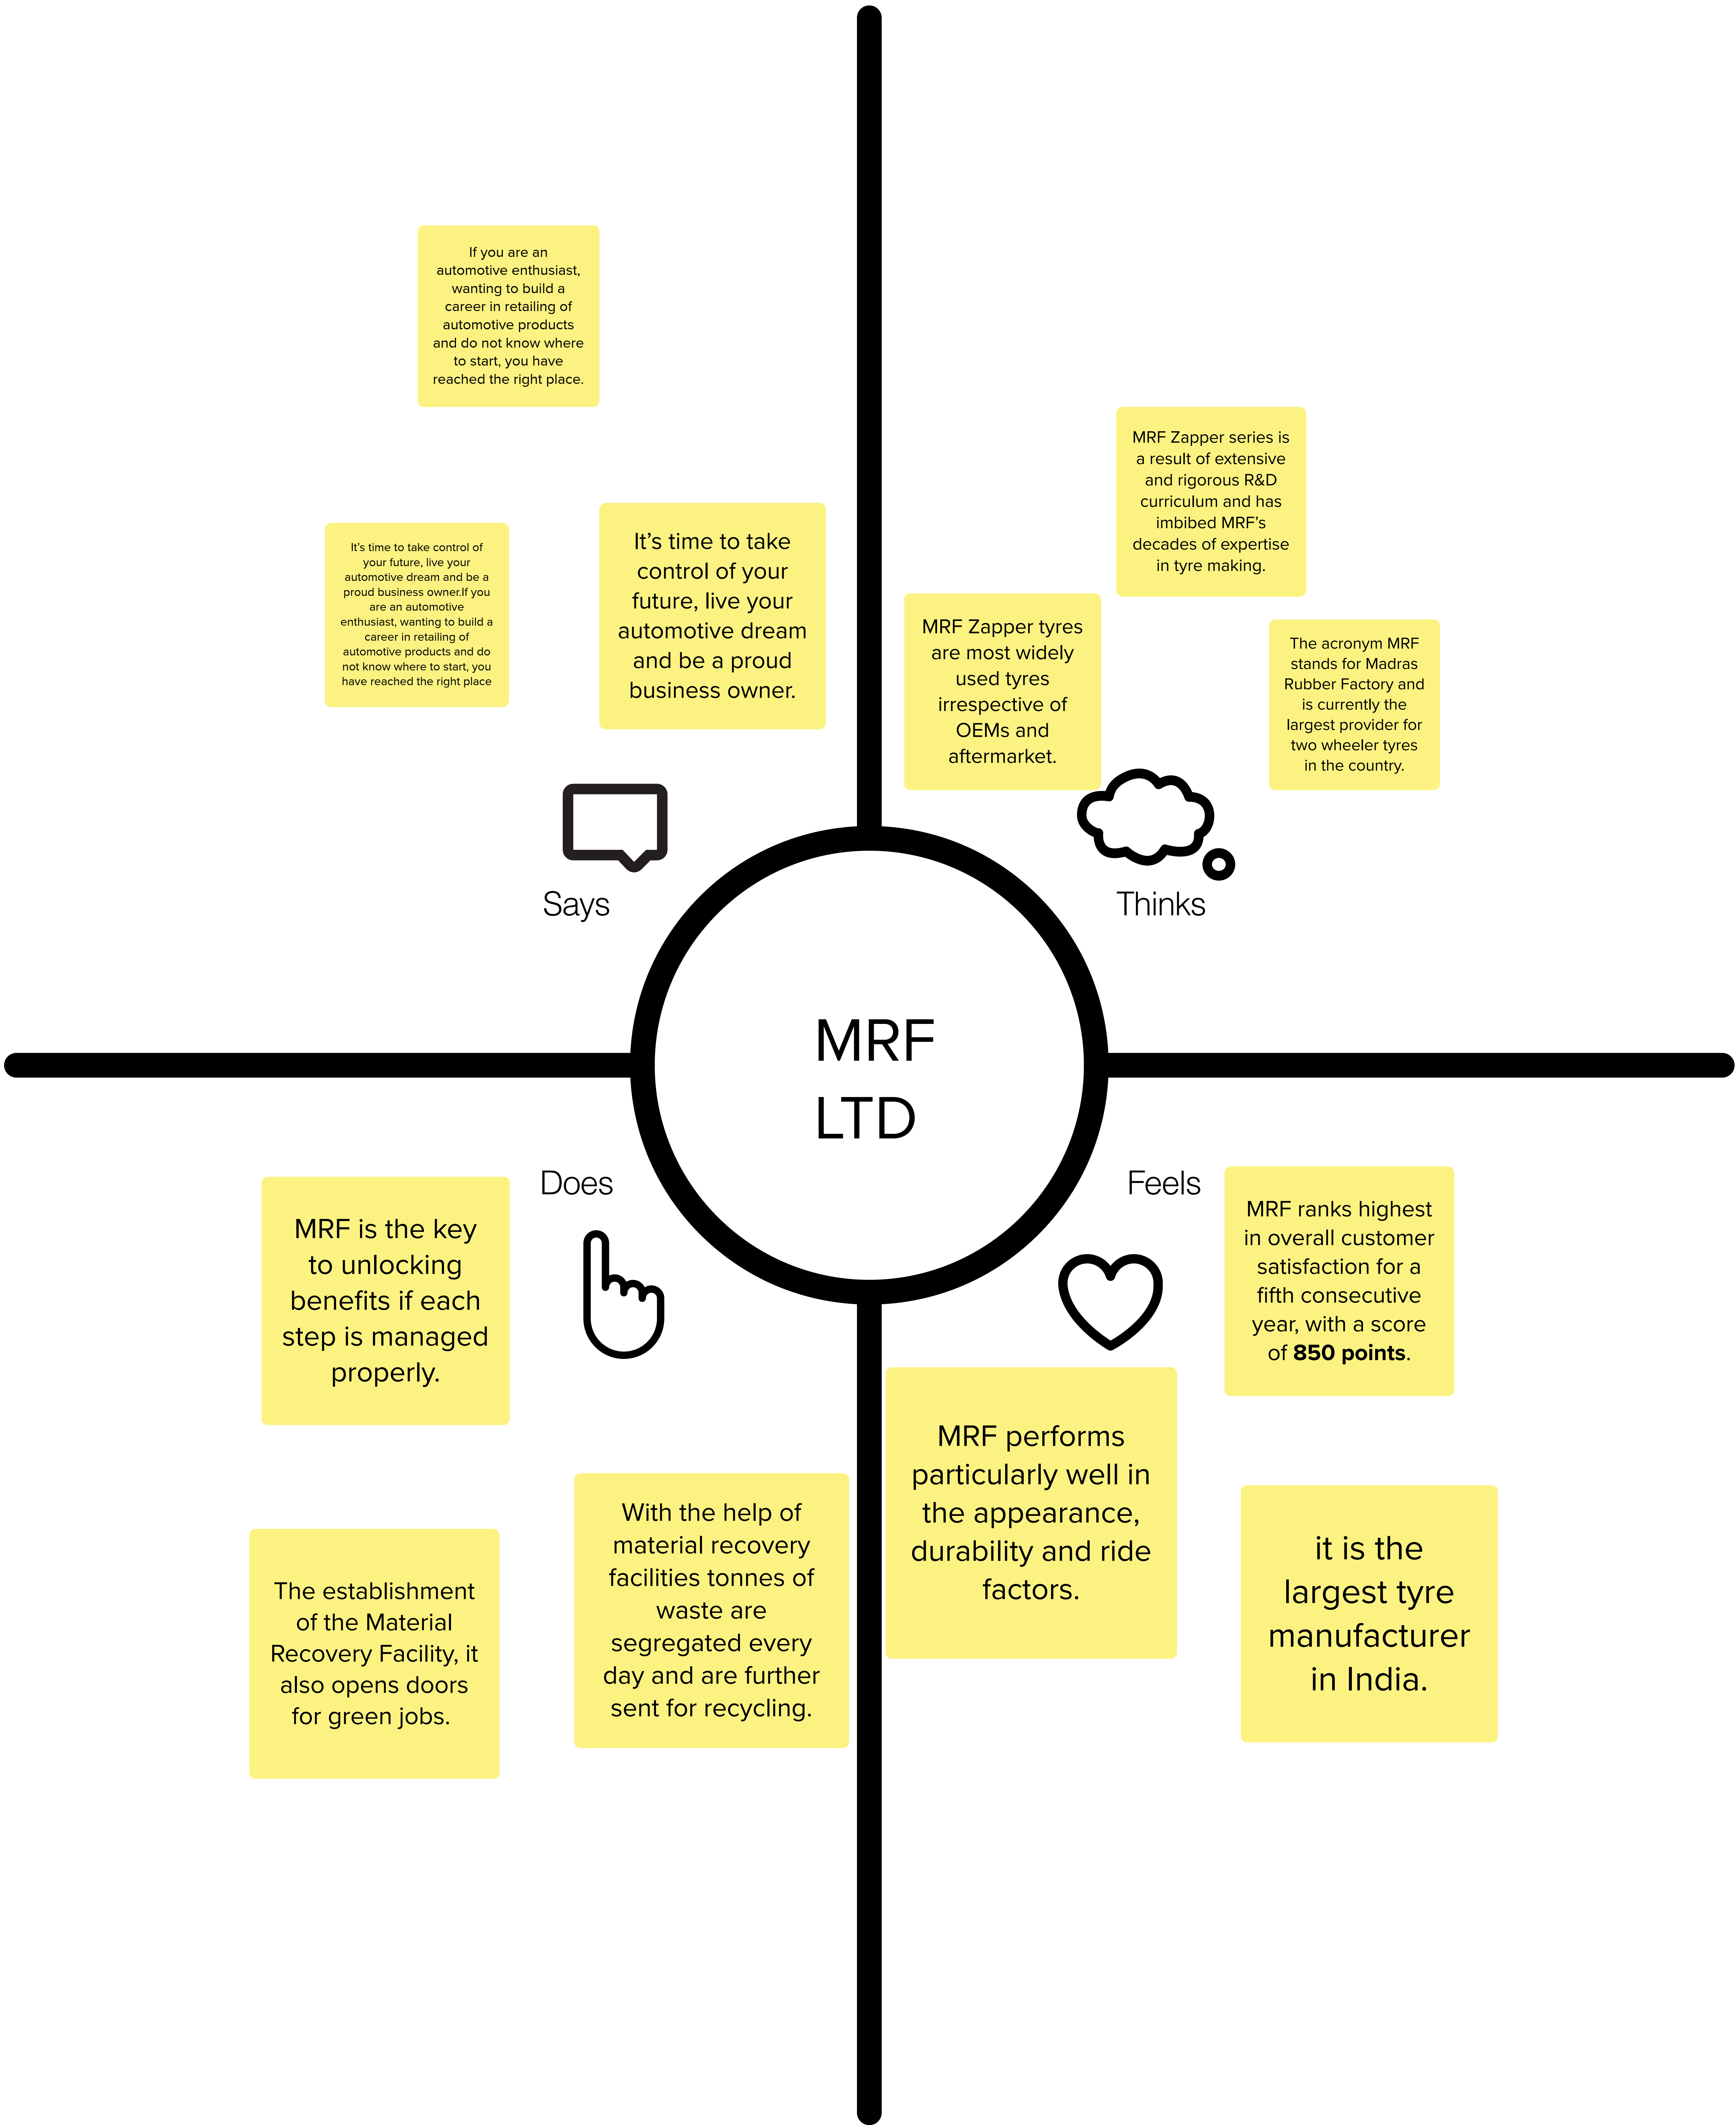 If you are an
automotive enthusiast,
wanting to build a
career in retailing of
automotive products
and do not know where
to start, you have
reached the right place.
It's time to take control of
your future, live your
automotive dream and be a
proud business owner.If you
are an automotive
enthusiast, wanting to build a
career in retailing of
automotive products and do
not know where to start, you
have reached the right place
It's time to take
control of your
future, live your
automotive dream
and be a proud
business owner.
Says
MRF Zapper series is
a result of extensive
and rigorous R&D
curriculum and has
imbibed MRF's
decades of expertise
in tyre making.
MRF Zapper tyres
are most widely
used tyres
irrespective of
OEMs and
aftermarket.
The acronym MRF
stands for Madras
Rubber Factory and
is currently the
largest provider for
two wheeler tyres
in the country.
Thinks
MRF
LTD
Does
MRF is the key
to unlocking
benefits if each
step is managed
properly.
The establishment
of the Material
Recovery Facility, it
also opens doors
for green jobs.
With the help of
material recovery
facilities tonnes of
waste are
segregated every
day and are further
sent for recycling.
Feels
MRF ranks highest
in overall customer
satisfaction for a
fifth consecutive
year, with a score
of 850 points.
MRF performs
particularly well in
the appearance,
durability and ride
factors.
it is the
largest tyre
manufacturer
in India.